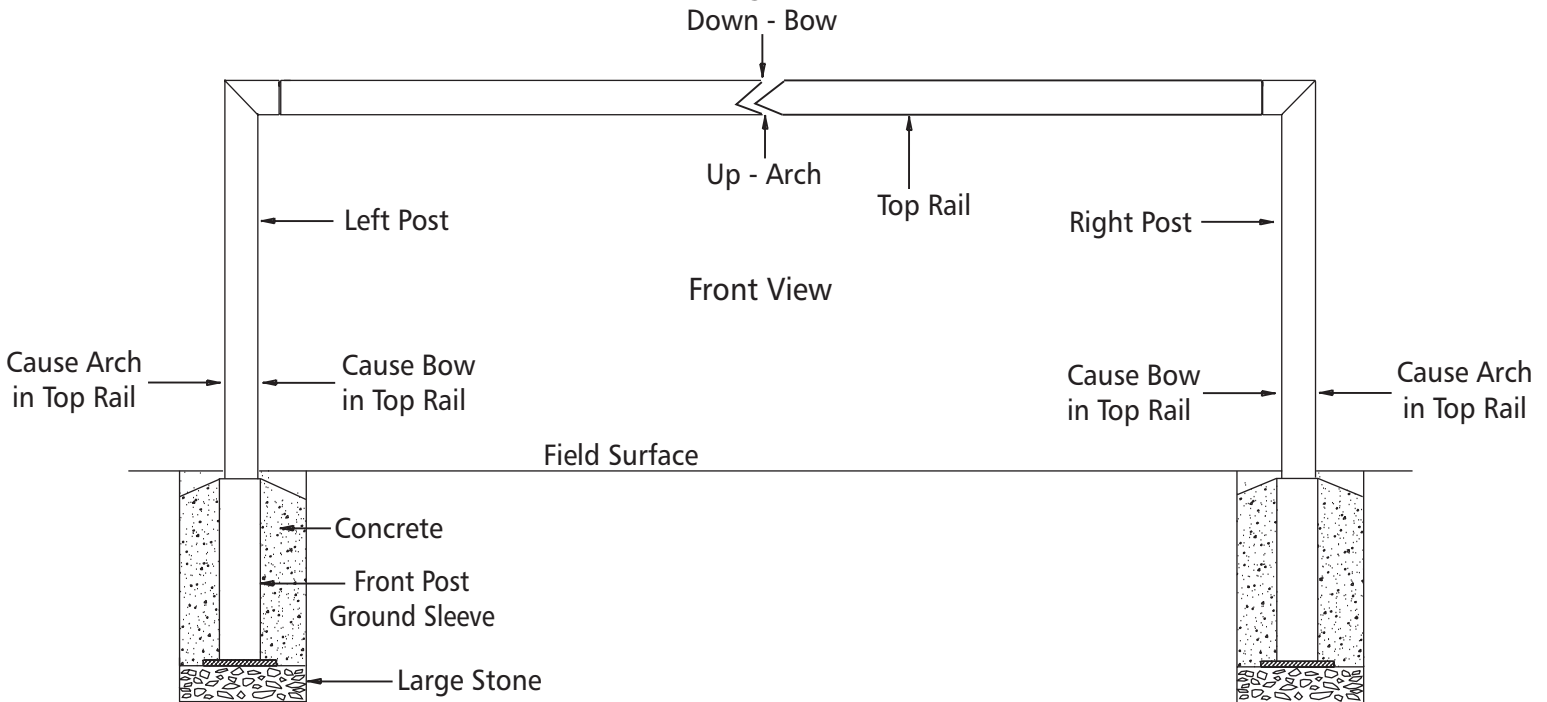 Down - Bow
Up - Arch
Top Rail
Left Post
Right Post
Front View
Cause Arch
in Top Rail
Cause Bow
in Top Rail
Cause Bow
in Top Rail
Cause Arch
in Top Rail
Field Surface
Concrete
Front Post
Ground Sleeve
Large Stone